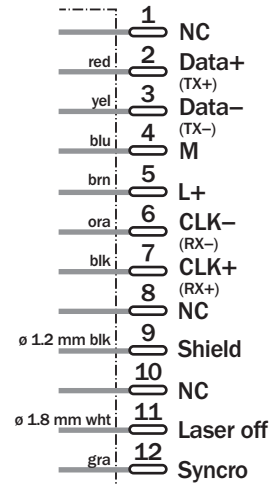 1 NC
red 2 Data+
(TX+)
yel 3 Data–
(TX–)
blu 4 M
brn 5 L+
ora 6 CLK–
(RX–)
blk 7 CLK+
(RX+)
8 NC
ø 1.2 mm blk 9 Shield
10 NC
ø 1.8 mm wht 11 Laser off
gra 12 Syncro